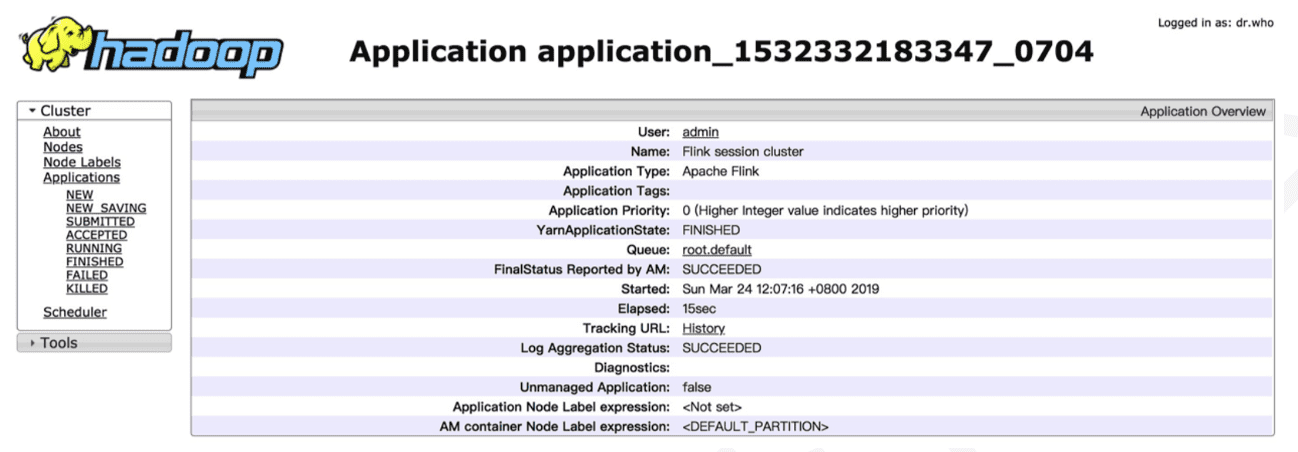 Logged in as: dr.who
hadoop
Application application_1532332183347_0704
Cluster
About
Nodes
Node Labels
Applications
NEW
NEW_SAVING
SUBMITTED
ACCEPTED
RUNNING
FINISHED
FAILED
KILLED
Scheduler
Tools
Application Overview
User: admin
Name: Flink session cluster
Application Type: Apache Flink
Application Tags:
Application Priority: 0 (Higher Integer value indicates higher priority)
YarnApplicationState: FINISHED
Queue: root.default
FinalStatus Reported by AM: SUCCEEDED
Started: Sun Mar 24 12:07:16 +0800 2019
Elapsed: 15sec
Tracking URL: History
Log Aggregation Status: SUCCEEDED
Diagnostics:
Unmanaged Application: false
Application Node Label expression: <Not set>
AM container Node Label expression: <DEFAULT_PARTITION>